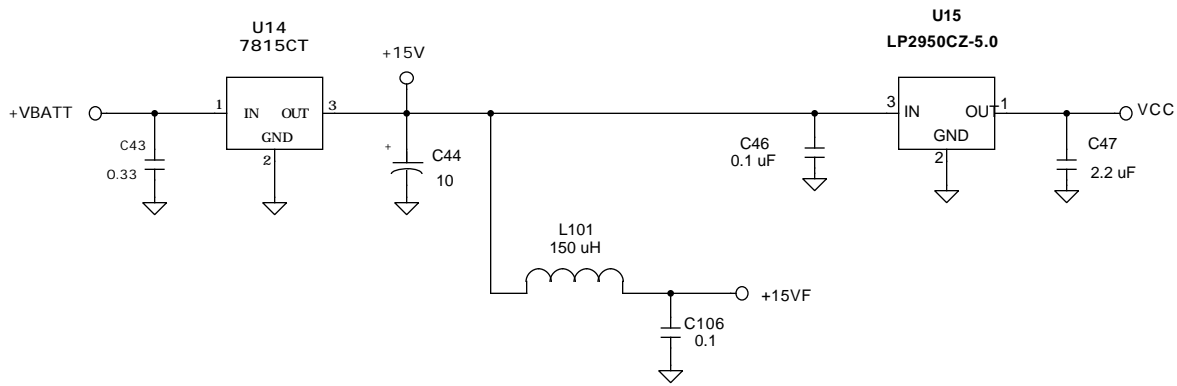 U14
7815CT
+15V
U15
LP2950CZ-5.0
+VBATT
1
IN
OUT
3
GND
2
C43
0.33
+
C44
10
C46
0.1 uF
3
IN
OUT
1
GND
2
VCC
C47
2.2 uF
L101
150 uH
+15VF
C106
0.1